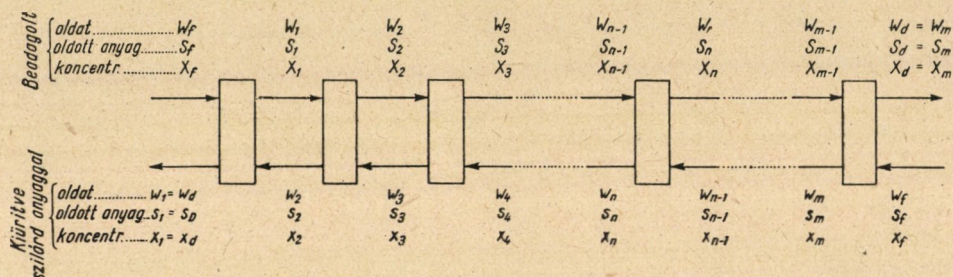 Beadagolt
oldat W_f W_1 W_2 W_3 W_{n-1} W_r W_{m-1} W_d = W_m
oldott anyag S_f S_1 S_2 S_3 S_{n-1} S_n S_{m-1} S_d = S_m
koncentr. X_f X_1 X_2 X_3 X_{n-1} X_n X_{m-1} X_d = X_m
Kiürítve szilárd anyaggal
oldat w_1 = w_d w_2 w_3 w_4 w_n w_{n-1} w_m w_f
oldott anyag s_1 = s_D s_2 s_3 s_4 s_n s_{n-1} s_m s_f
koncentr. x_1 = x_d x_2 x_3 x_4 x_n x_{n-1} x_m x_f